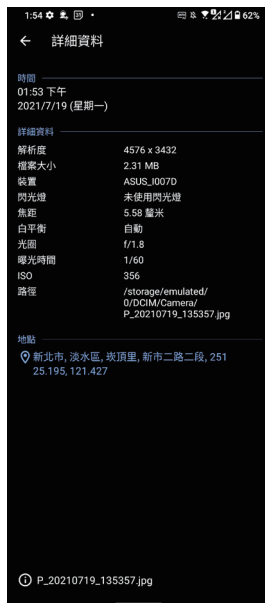 1:54 31 • 62%
← 詳細資料
時間
01:53 下午
2021/7/19 (星期一)
詳細資料
解析度 4576 x 3432
檔案大小 2.31 MB
裝置 ASUS_I007D
閃光燈 未使用閃光燈
焦距 5.58 釐米
白平衡 自動
光圈 f/1.8
曝光時間 1/60
ISO 356
路徑 /storage/emulated/
0/DCIM/Camera/
P_20210719_135357.jpg
地點
新北市, 淡水區, 崁頂里, 新市二路二段, 251
25.195, 121.427
P_20210719_135357.jpg